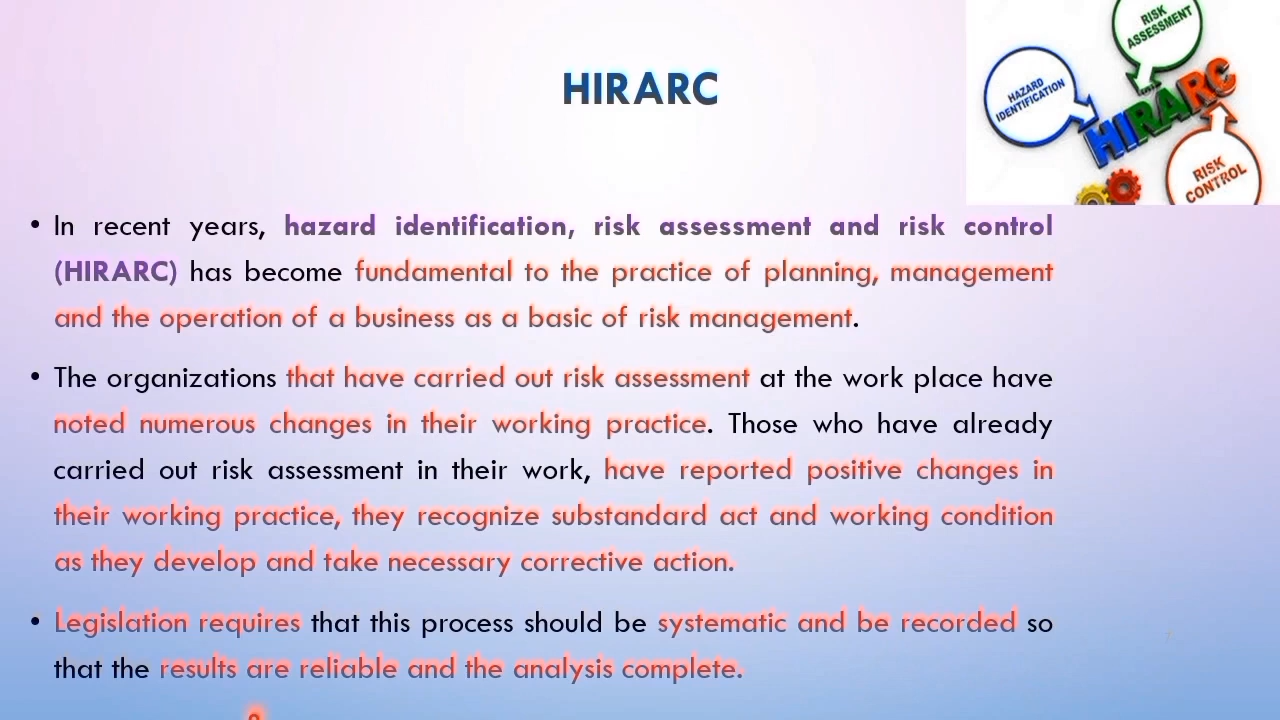 HIRARC
RISK
ASSESSMENT
HAZARD
IDENTIFICATION
HIRARC
RISK
CONTROL
• In recent years, hazard identification, risk assessment and risk control
(HIRARC) has become fundamental to the practice of planning, management
and the operation of a business as a basic of risk management.
• The organizations that have carried out risk assessment at the work place have
noted numerous changes in their working practice. Those who have already
carried out risk assessment in their work, have reported positive changes in
their working practice, they recognize substandard act and working condition
as they develop and take necessary corrective action.
• Legislation requires that this process should be systematic and be recorded so
that the results are reliable and the analysis complete.